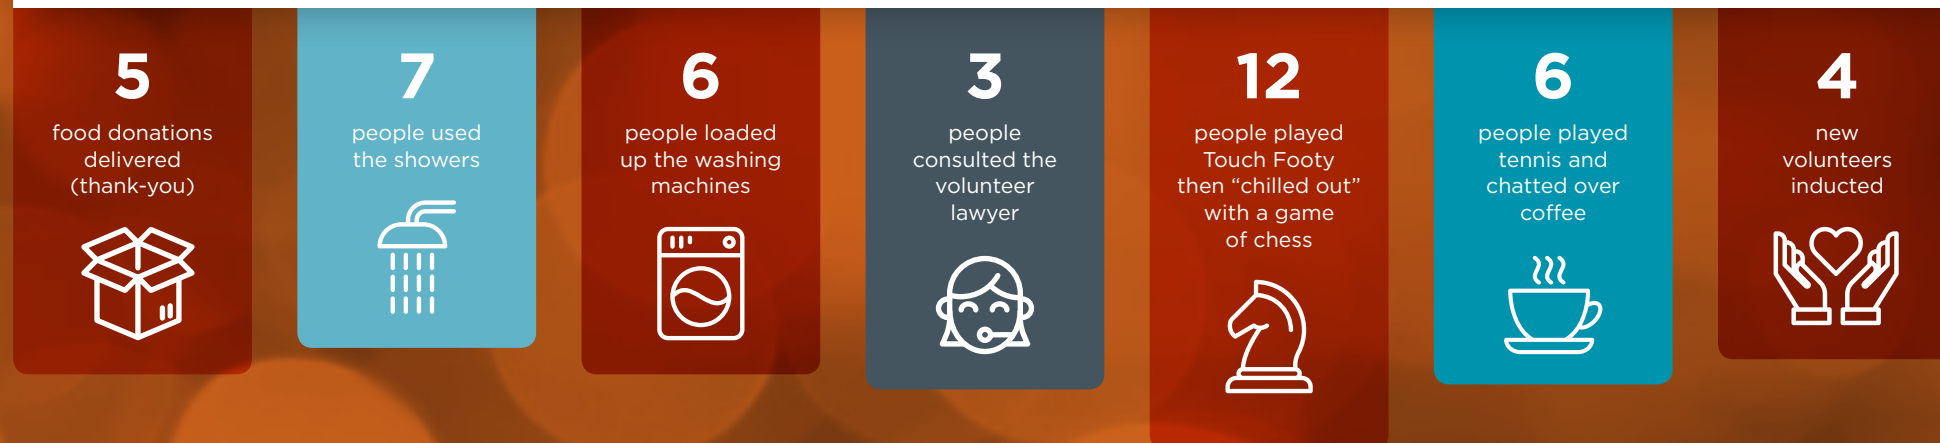 5
food donations
delivered
(thank-you)
7
people used
the showers
6
people loaded
up the washing
machines
3
people
consulted the
volunteer
lawyer
12
people played
Touch Footy
then “chilled out”
with a game
of chess
6
people played
tennis and
chatted over
coffee
4
new
volunteers
inducted